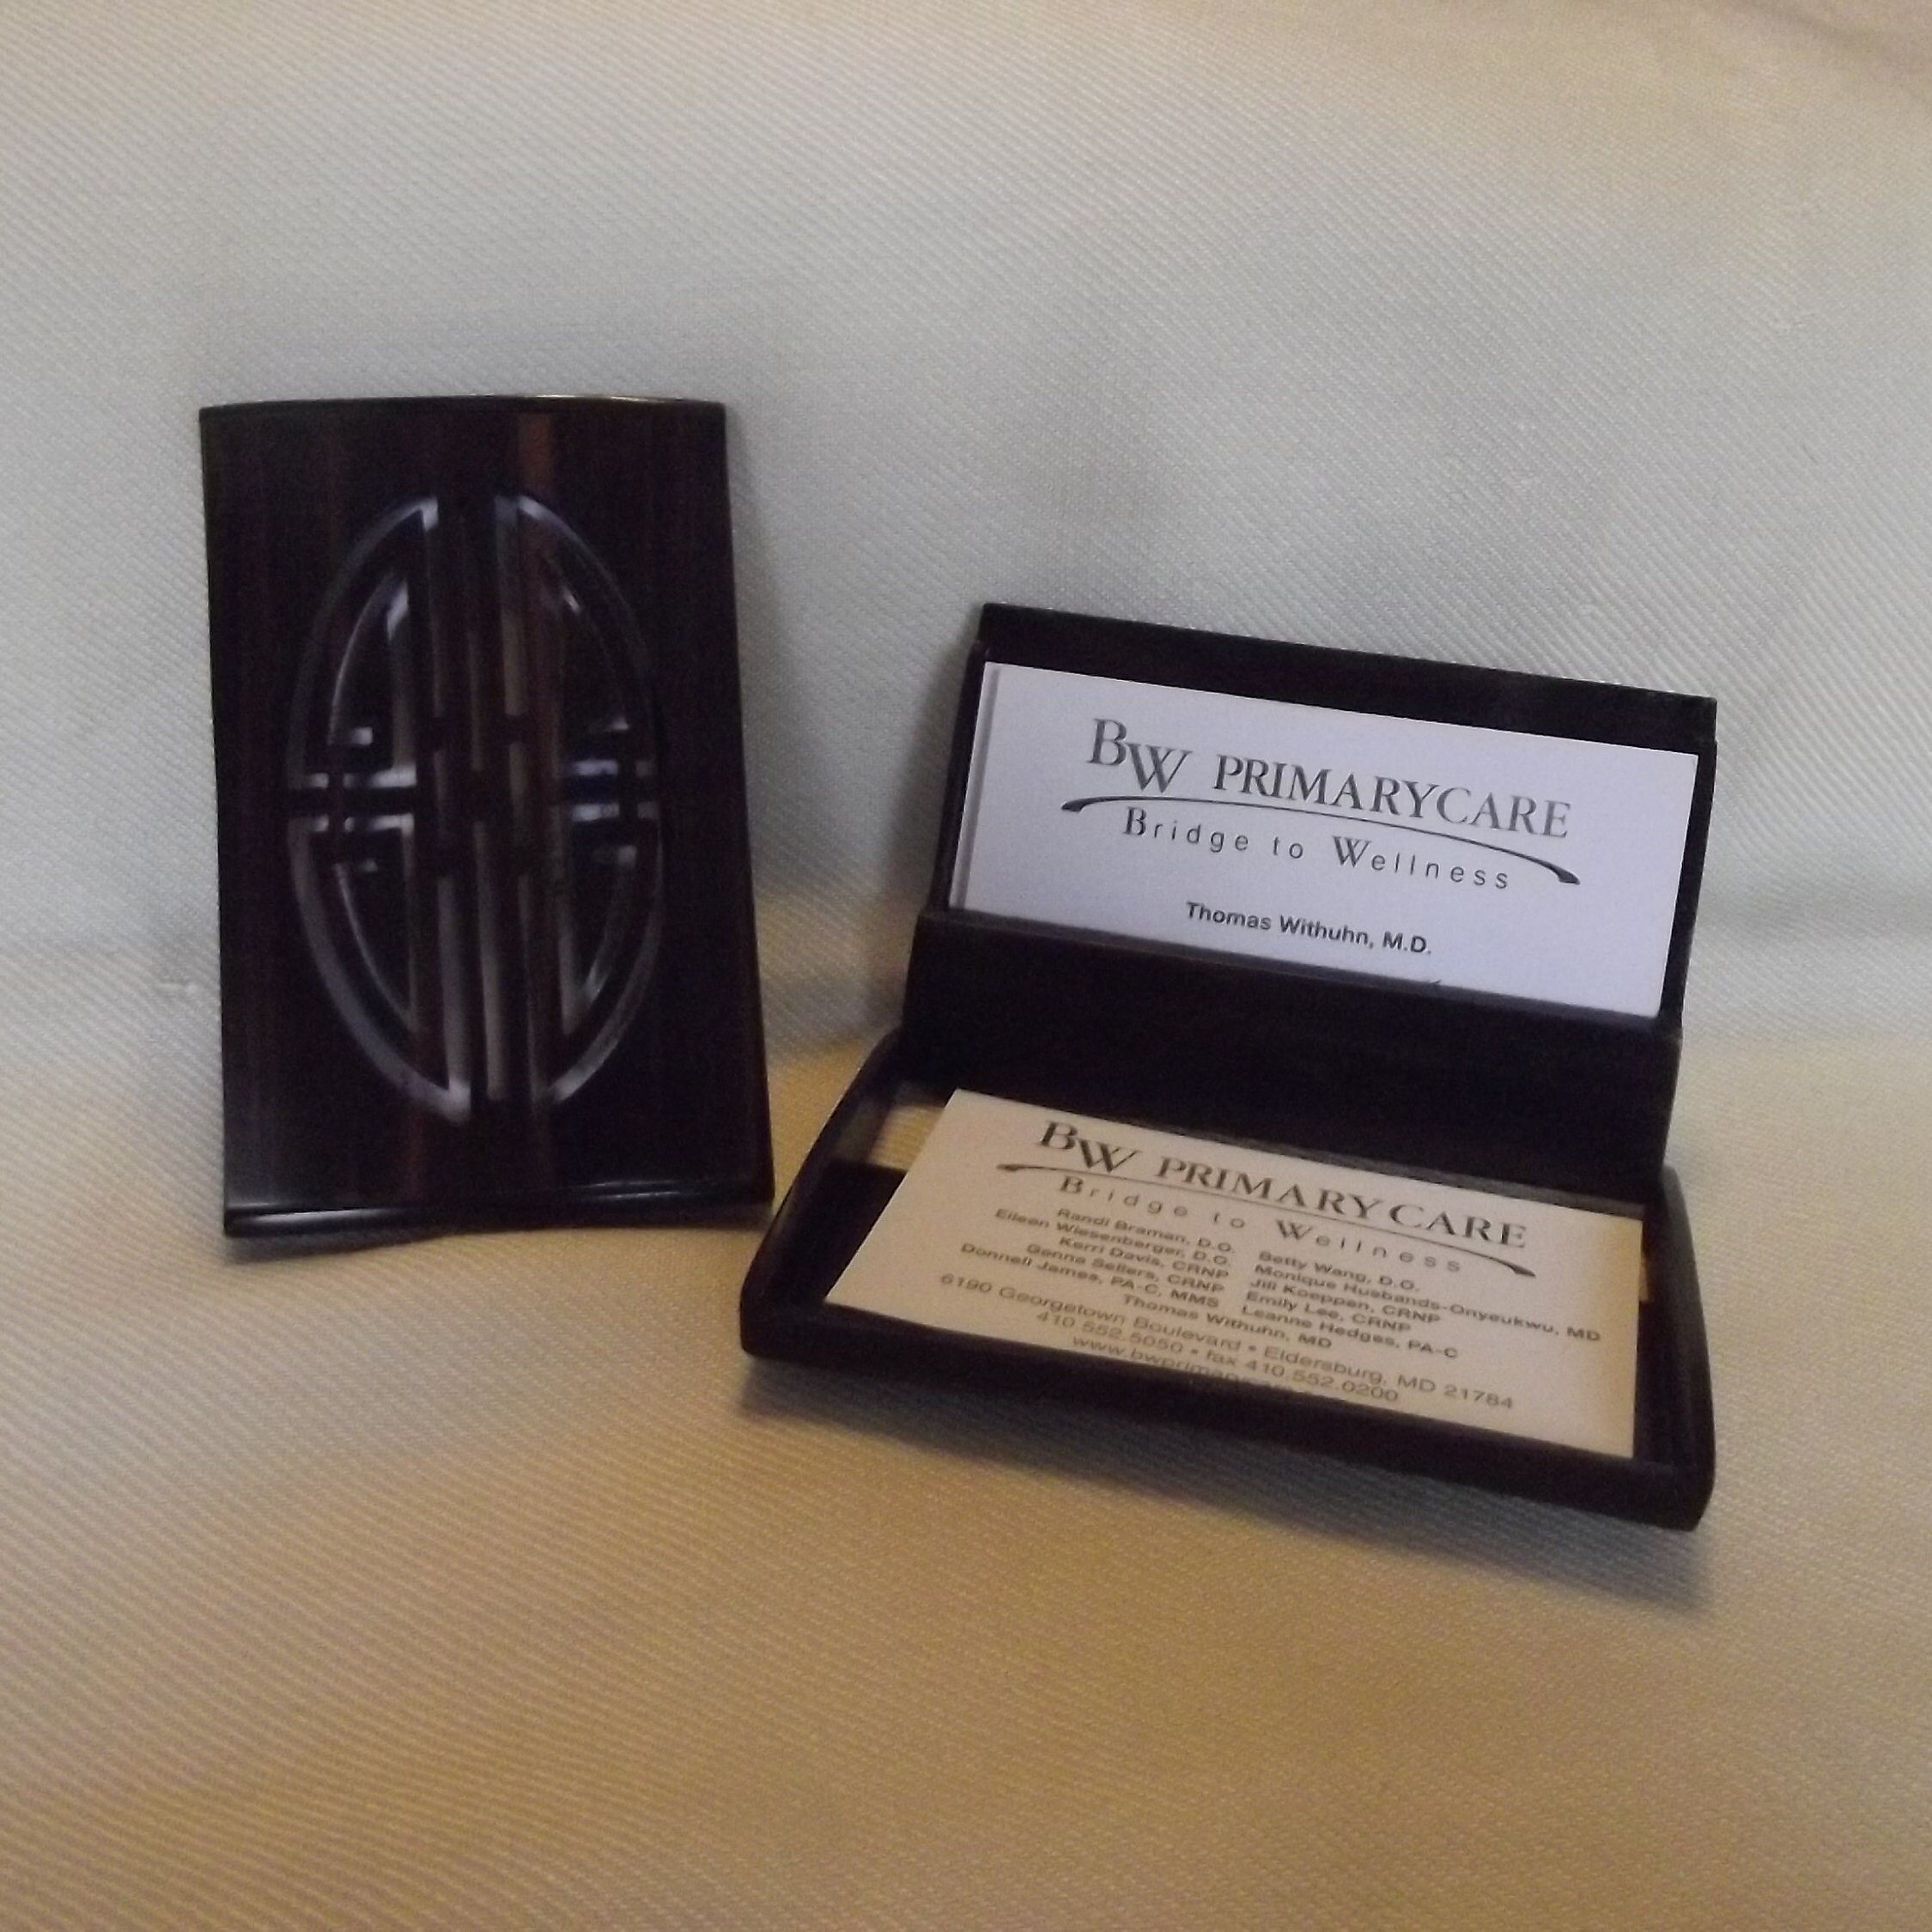 BW PRIMARYCARE
Bridge to Wellness
Thomas Withuhn, M.D.
BW PRIMARYCARE
Bridge to Wellness
Randi Braman, D.O. Betty Wang, D.O.
Eileen Wiesenberger, D.O. Monique Husbands-Onyeukwu, MD
Kerri Davis, CRNP Jill Koeppen, CRNP
Genna Sellers, CRNP Emily Lee, CRNP
Donnell James, PA-C, MMS Leanne Hedges, PA-C
Thomas Withuhn, MD
6190 Georgetown Boulevard • Eldersburg, MD 21784
410.552.5050 • fax 410.552.0200